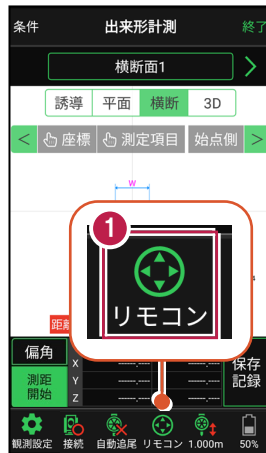 条件 出来形計測 終了
横断面1 >
誘導 平面 横断 3D
< 座標 測定項目 始点側 >
W
1
リモコン
偏角
測距
開始
X -----.---- -----.----
Y -----.---- -----.----
Z -----.---- -----.----
保存
記録
観測設定 接続 自動追尾 リモコン 1.000m 50%